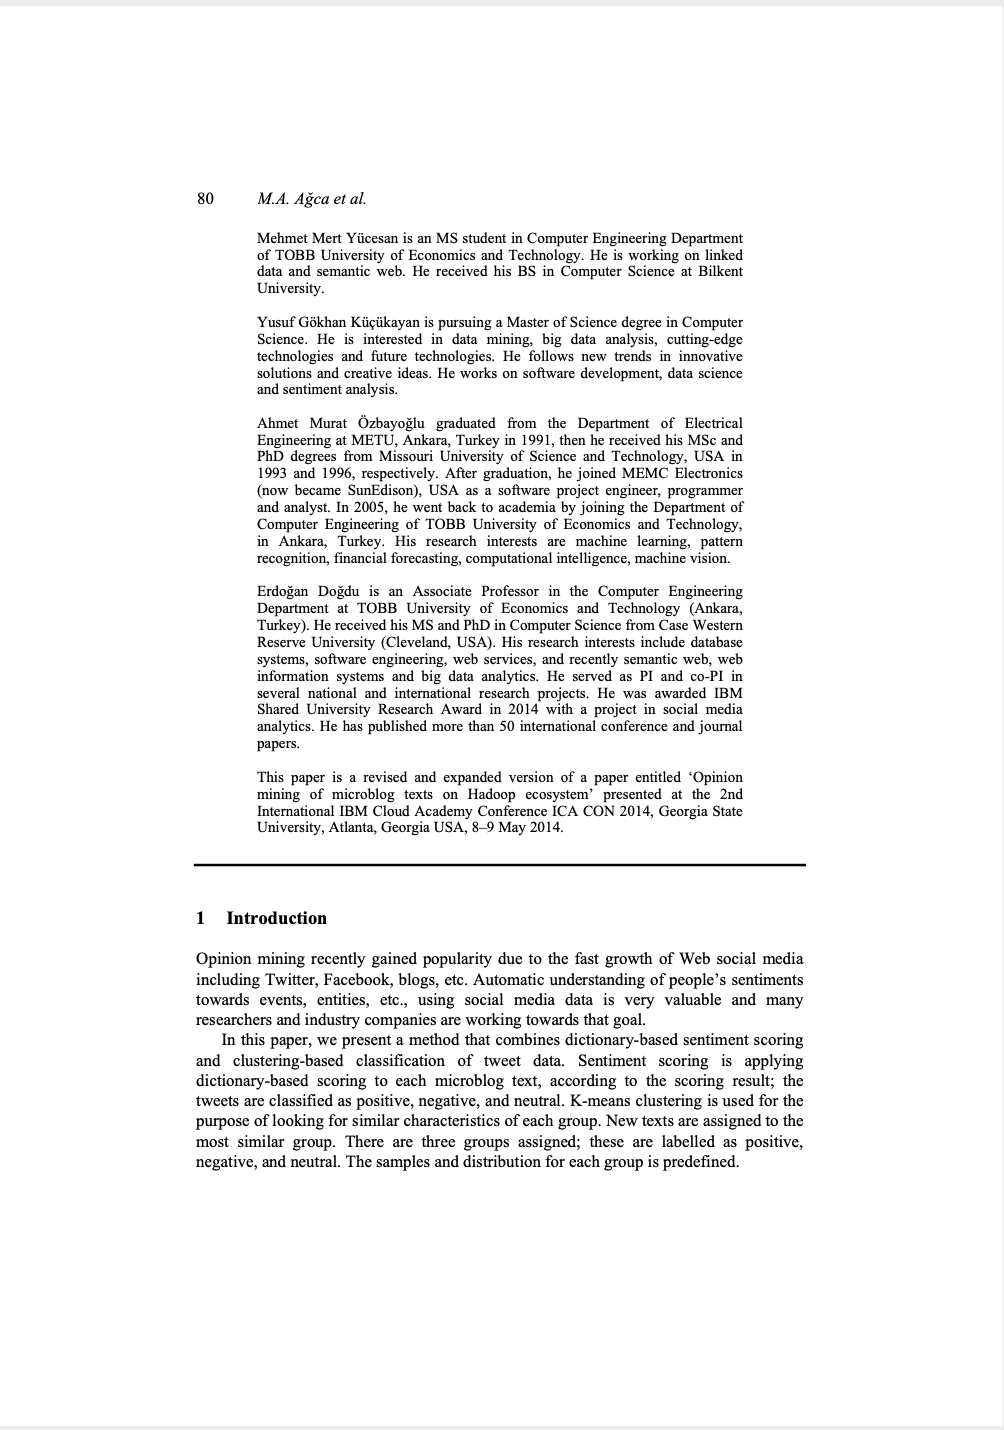 80 M.A. Ağca et al.
Mehmet Mert Yücesan is an MS student in Computer Engineering Department
of TOBB University of Economics and Technology. He is working on linked
data and semantic web. He received his BS in Computer Science at Bilkent
University.
Yusuf Gökhan Küçükayan is pursuing a Master of Science degree in Computer
Science. He is interested in data mining, big data analysis, cutting-edge
technologies and future technologies. He follows new trends in innovative
solutions and creative ideas. He works on software development, data science
and sentiment analysis.
Ahmet Murat Özbayoğlu graduated from the Department of Electrical
Engineering at METU, Ankara, Turkey in 1991, then he received his MSc and
PhD degrees from Missouri University of Science and Technology, USA in
1993 and 1996, respectively. After graduation, he joined MEMC Electronics
(now became SunEdison), USA as a software project engineer, programmer
and analyst. In 2005, he went back to academia by joining the Department of
Computer Engineering of TOBB University of Economics and Technology,
in Ankara, Turkey. His research interests are machine learning, pattern
recognition, financial forecasting, computational intelligence, machine vision.
Erdoğan Doğdu is an Associate Professor in the Computer Engineering
Department at TOBB University of Economics and Technology (Ankara,
Turkey). He received his MS and PhD in Computer Science from Case Western
Reserve University (Cleveland, USA). His research interests include database
systems, software engineering, web services, and recently semantic web, web
information systems and big data analytics. He served as PI and co-PI in
several national and international research projects. He was awarded IBM
Shared University Research Award in 2014 with a project in social media
analytics. He has published more than 50 international conference and journal
papers.
This paper is a revised and expanded version of a paper entitled ‘Opinion
mining of microblog texts on Hadoop ecosystem’ presented at the 2nd
International IBM Cloud Academy Conference ICA CON 2014, Georgia State
University, Atlanta, Georgia USA, 8–9 May 2014.
1 Introduction
Opinion mining recently gained popularity due to the fast growth of Web social media
including Twitter, Facebook, blogs, etc. Automatic understanding of people’s sentiments
towards events, entities, etc., using social media data is very valuable and many
researchers and industry companies are working towards that goal.
In this paper, we present a method that combines dictionary-based sentiment scoring
and clustering-based classification of tweet data. Sentiment scoring is applying
dictionary-based scoring to each microblog text, according to the scoring result; the
tweets are classified as positive, negative, and neutral. K-means clustering is used for the
purpose of looking for similar characteristics of each group. New texts are assigned to the
most similar group. There are three groups assigned; these are labelled as positive,
negative, and neutral. The samples and distribution for each group is predefined.